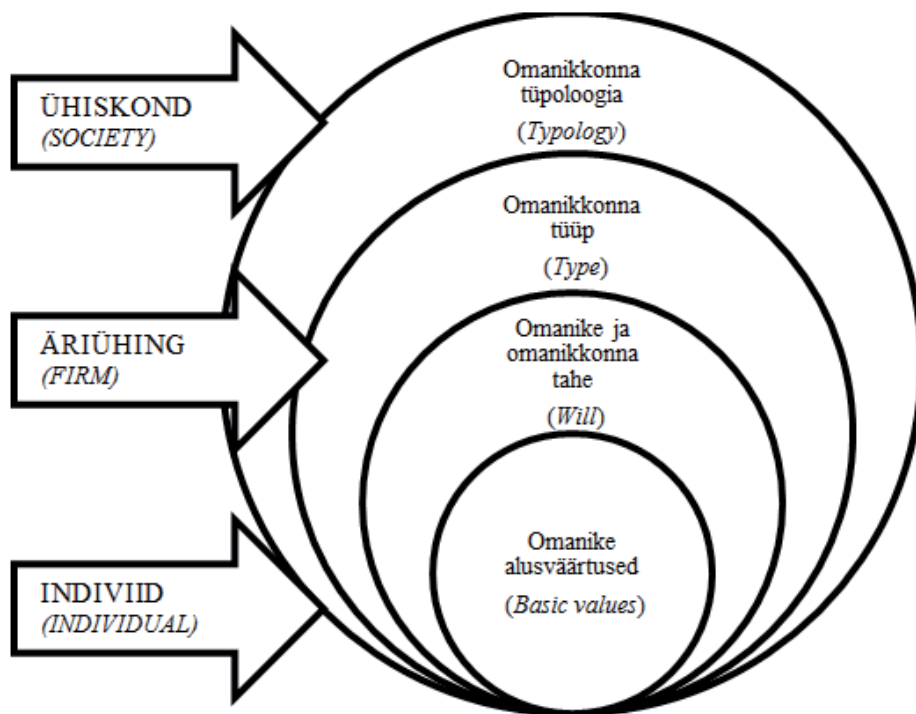 ÜHISKOND
(SOCIETY)
Omanikkonna
tüpoloogia
(Typology)
Omanikkonna
tüüp
(Type)
ÄRIÜHING
(FIRM)
Omanike ja
omanikkonna
tahe
(Will)
INDIVIID
(INDIVIDUAL)
Omanike
alusväärtused
(Basic values)